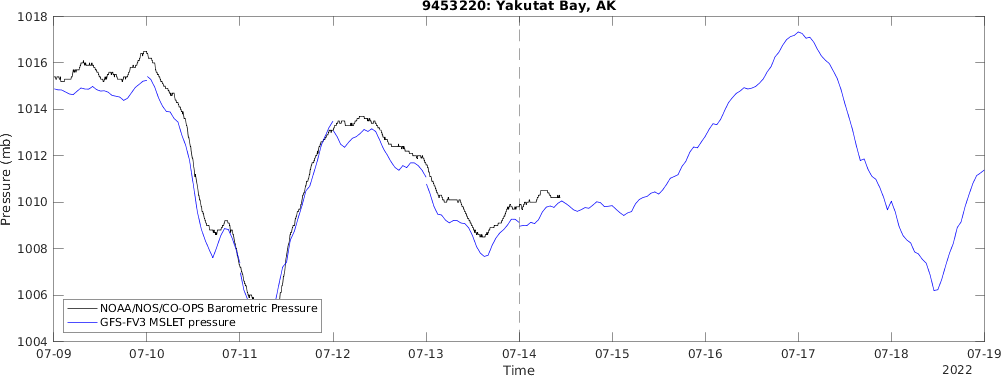 9453220: Yakutat Bay, AK
Pressure (mb)
1018
1016
1014
1012
1010
1008
1006
1004
NOAA/NOS/CO-OPS Barometric Pressure
GFS-FV3 MSLET pressure
07-09 07-10 07-11 07-12 07-13 07-14 07-15 07-16 07-17 07-18 07-19
Time
2022